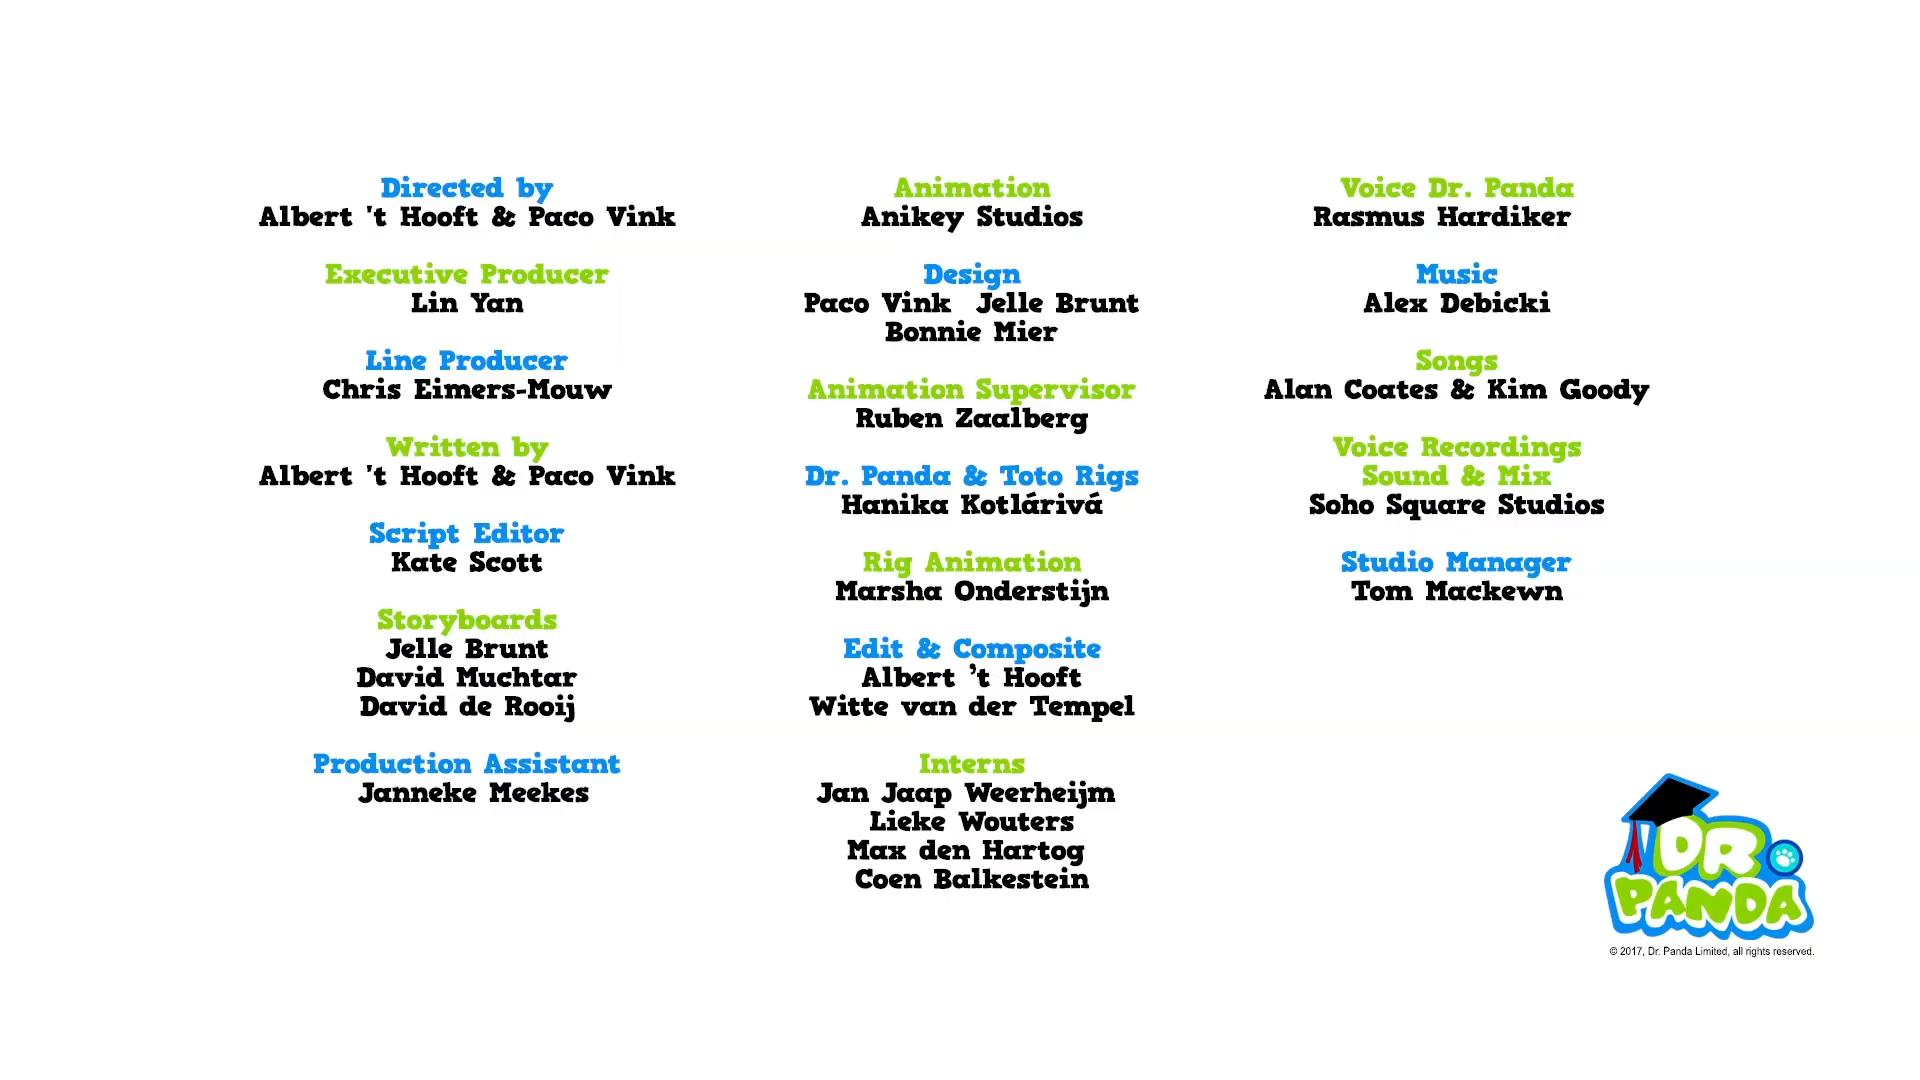 Directed by
Albert 't Hooft & Paco Vink
Executive Producer
Lin Yan
Line Producer
Chris Eimers-Mouw
Written by
Albert 't Hooft & Paco Vink
Script Editor
Kate Scott
Storyboards
Jelle Brunt
David Muchtar
David de Rooij
Production Assistant
Janneke Meekes
Animation
Anikey Studios
Design
Paco Vink  Jelle Brunt
Bonnie Mier
Animation Supervisor
Ruben Zaalberg
Dr. Panda & Toto Rigs
Hanika Kotlárivá
Rig Animation
Marsha Onderstijn
Edit & Composite
Albert ’t Hooft
Witte van der Tempel
Interns
Jan Jaap Weerheijm
Lieke Wouters
Max den Hartog
Coen Balkestein
Voice Dr. Panda
Rasmus Hardiker
Music
Alex Debicki
Songs
Alan Coates & Kim Goody
Voice Recordings
Sound & Mix
Soho Square Studios
Studio Manager
Tom Mackewn
DR.
PANDA
© 2017, Dr. Panda Limited, all rights reserved.